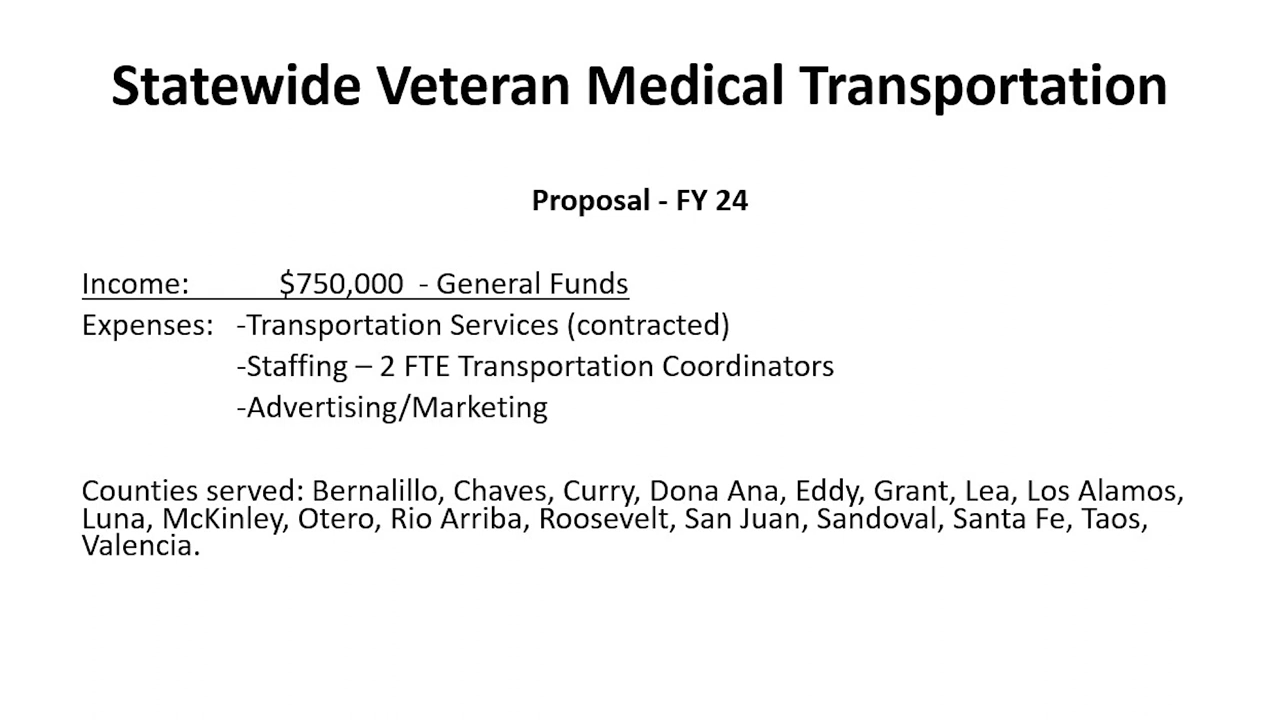 Statewide Veteran Medical Transportation
Proposal - FY 24
Income: $750,000 - General Funds
Expenses: -Transportation Services (contracted)
-Staffing – 2 FTE Transportation Coordinators
-Advertising/Marketing
Counties served: Bernalillo, Chaves, Curry, Dona Ana, Eddy, Grant, Lea, Los Alamos,
Luna, McKinley, Otero, Rio Arriba, Roosevelt, San Juan, Sandoval, Santa Fe, Taos,
Valencia.